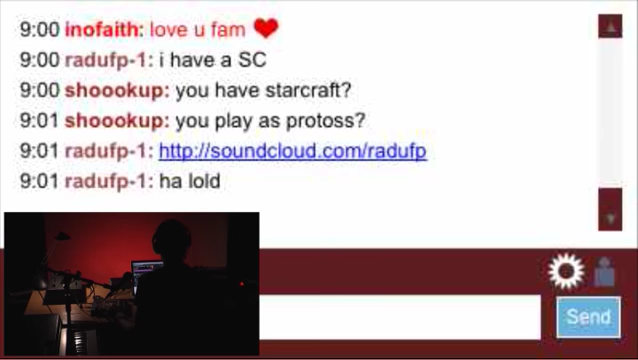 9:00 inofaith: love u fam ❤
9:00 radufp-1: i have a SC
9:00 shoookup: you have starcraft?
9:01 shoookup: you play as protoss?
9:01 radufp-1: http://soundcloud.com/radufp
9:01 radufp-1: ha lold
Send